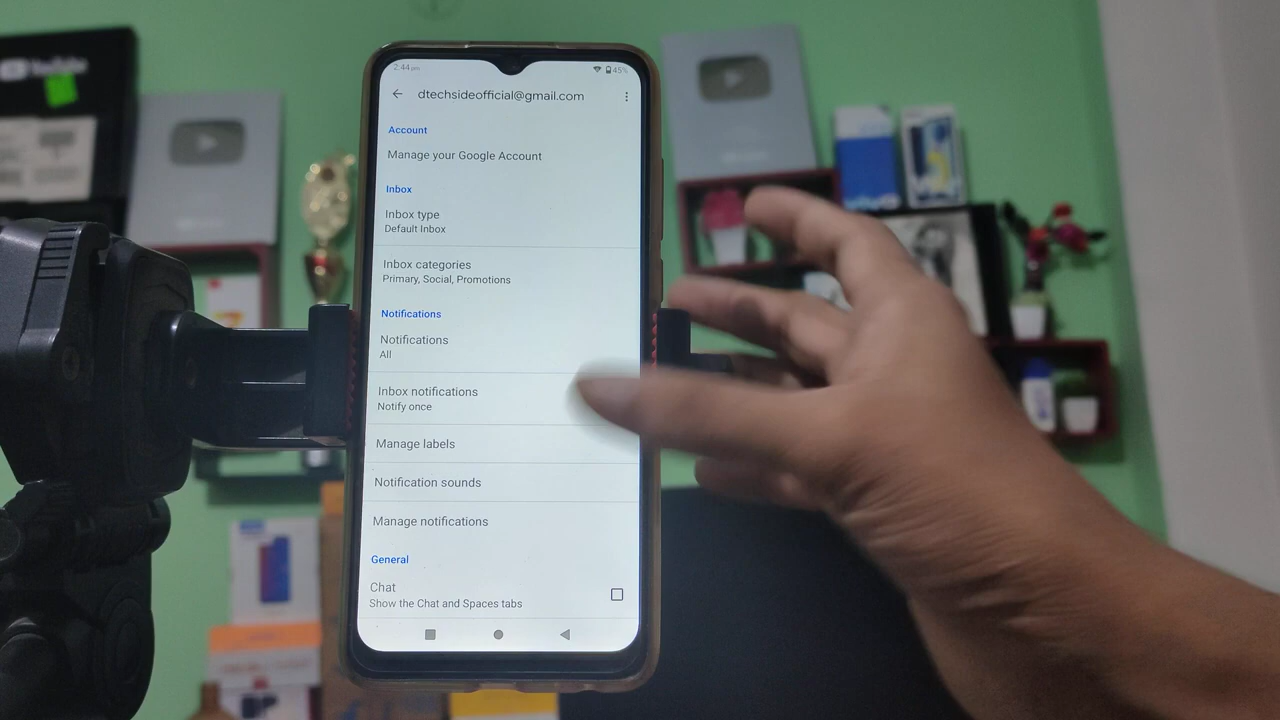 YouTube
2:44 pm
45%
dtechsideofficial@gmail.com
Account
Manage your Google Account
Inbox
Inbox type
Default Inbox
Inbox categories
Primary, Social, Promotions
Notifications
Notifications
All
Inbox notifications
Notify once
Manage labels
Notification sounds
Manage notifications
General
Chat
Show the Chat and Spaces tabs
vivo